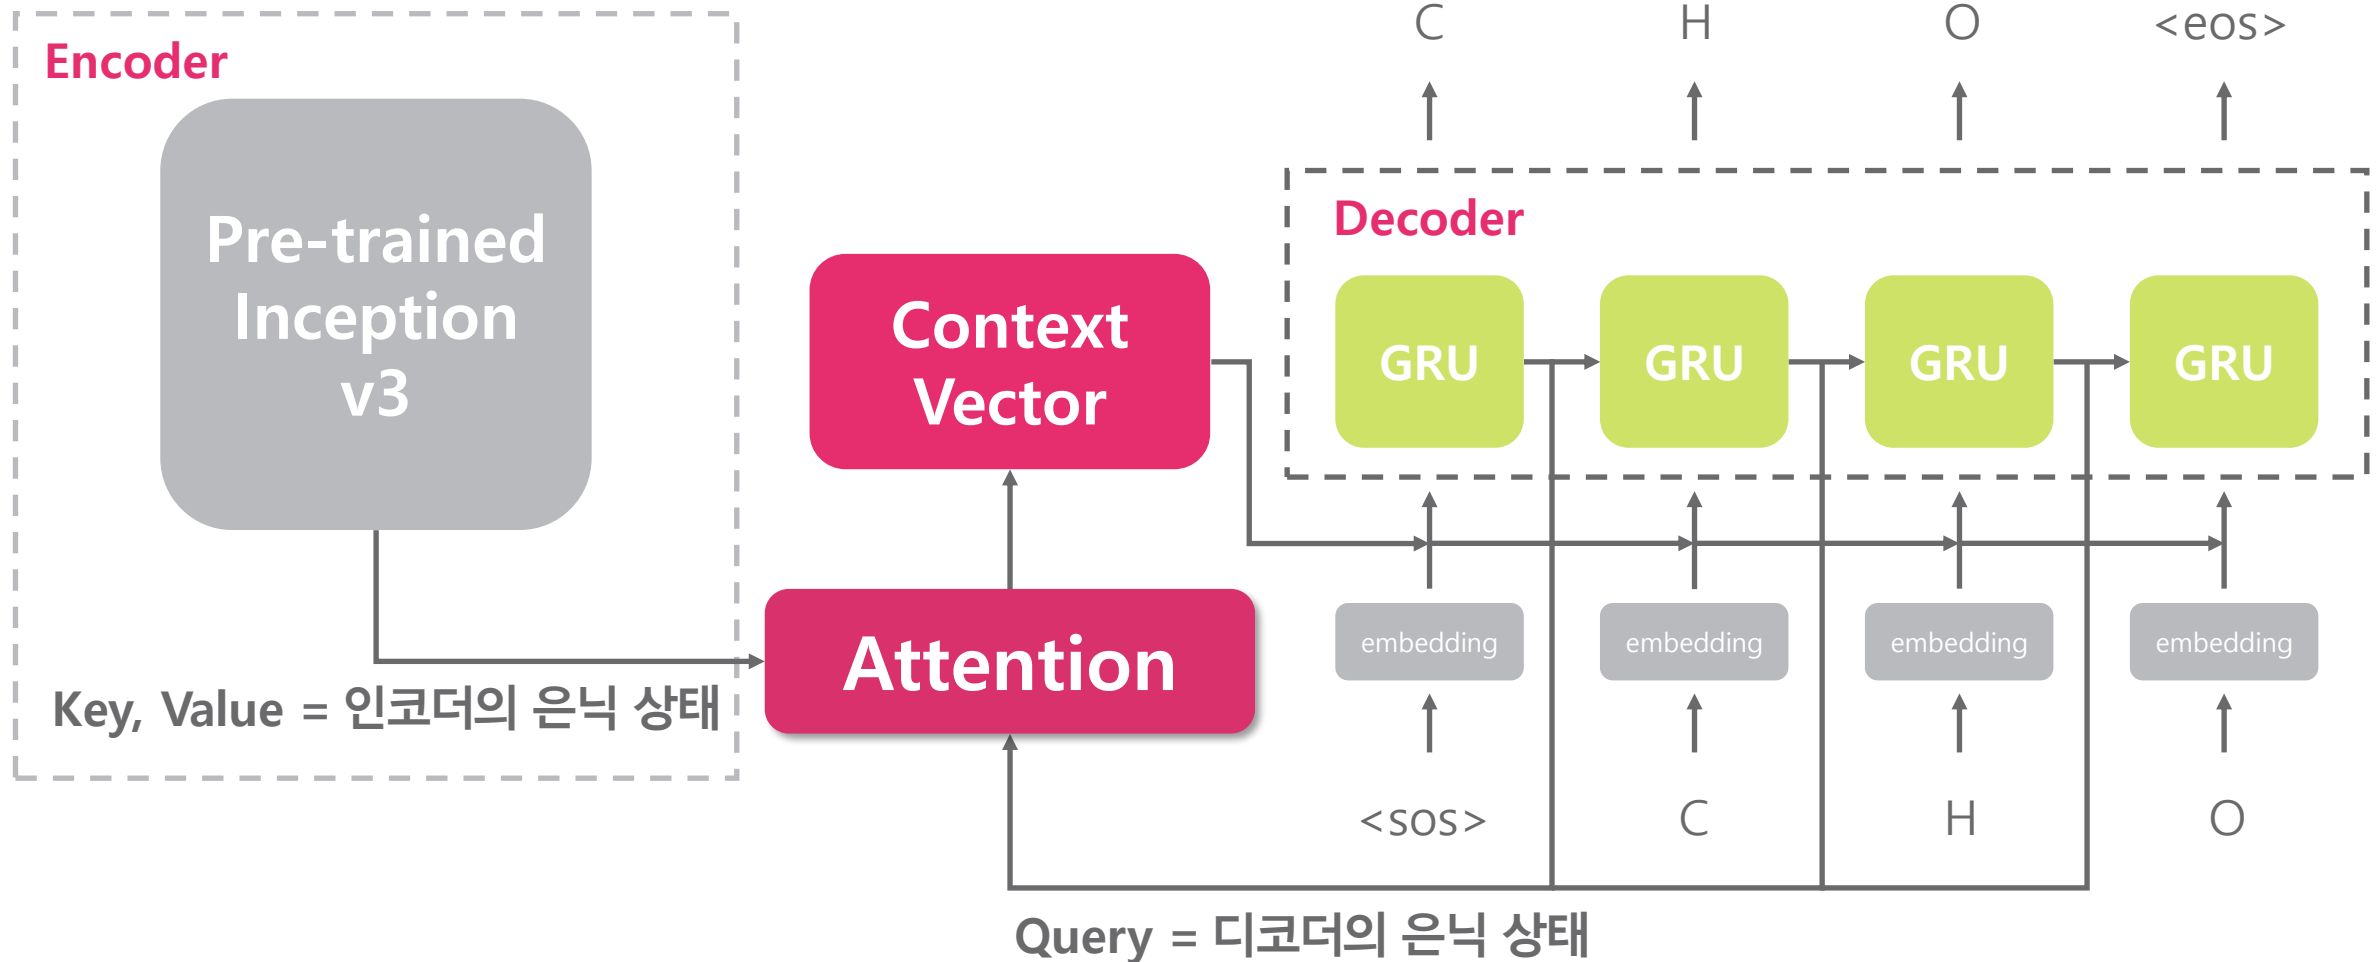 Encoder
Pre-trained
Inception
v3
Key, Value = 인코더의 은닉 상태
Context
Vector
Attention
C H O <eos>
Decoder
GRU GRU GRU GRU
embedding embedding embedding embedding
<sos> C H O
Query = 디코더의 은닉 상태